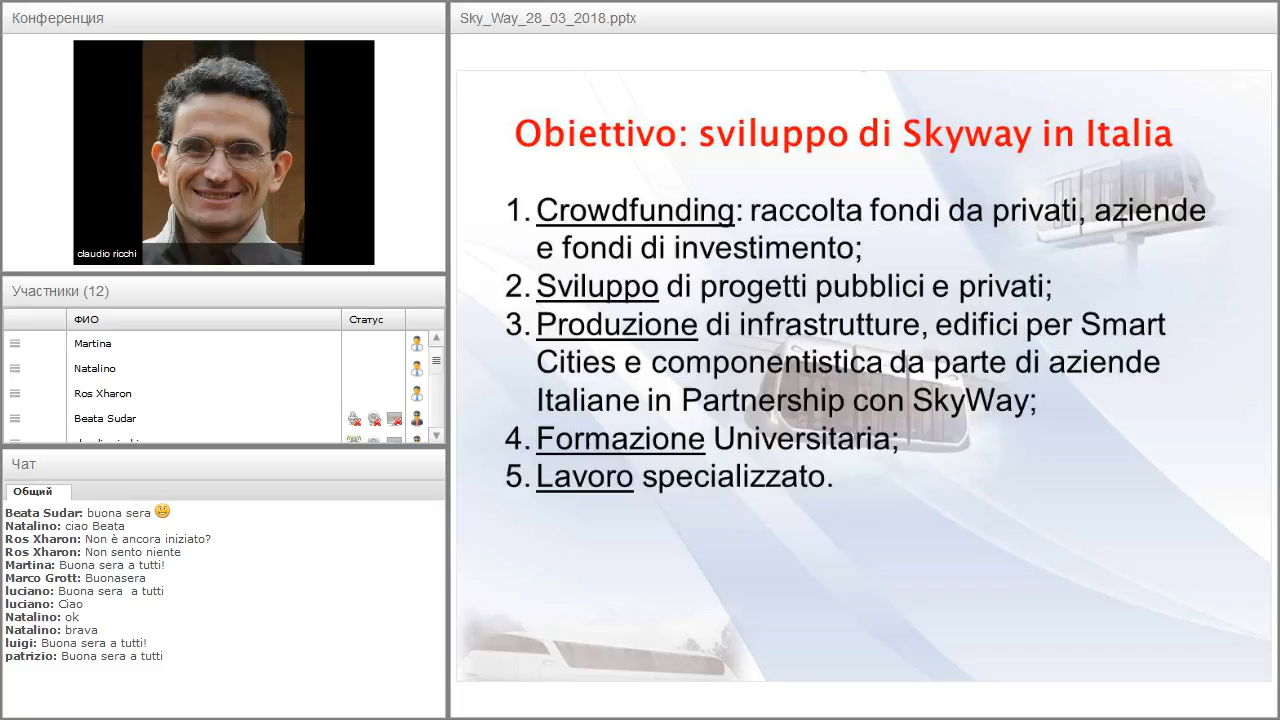 Конференция
claudio ricchi
Участники (12)
ФИО
Статус
Martina
Natalino
Ros Xharon
Beata Sudar
Чат
Общий
Beata Sudar: buona sera
Natalino: ciao Beata
Ros Xharon: Non è ancora iniziato?
Ros Xharon: Non sento niente
Martina: Buona sera a tutti!
Marco Grott: Buonasera
luciano: Buona sera a tutti
luciano: Ciao
Natalino: ok
Natalino: brava
luigi: Buona sera a tutti!
patrizio: Buona sera a tutti
Sky_Way_28_03_2018.pptx
Obiettivo: sviluppo di Skyway in Italia
1. Crowdfunding: raccolta fondi da privati, aziende
e fondi di investimento;
2. Sviluppo di progetti pubblici e privati;
3. Produzione di infrastrutture, edifici per Smart
Cities e componentistica da parte di aziende
Italiane in Partnership con SkyWay;
4. Formazione Universitaria;
5. Lavoro specializzato.